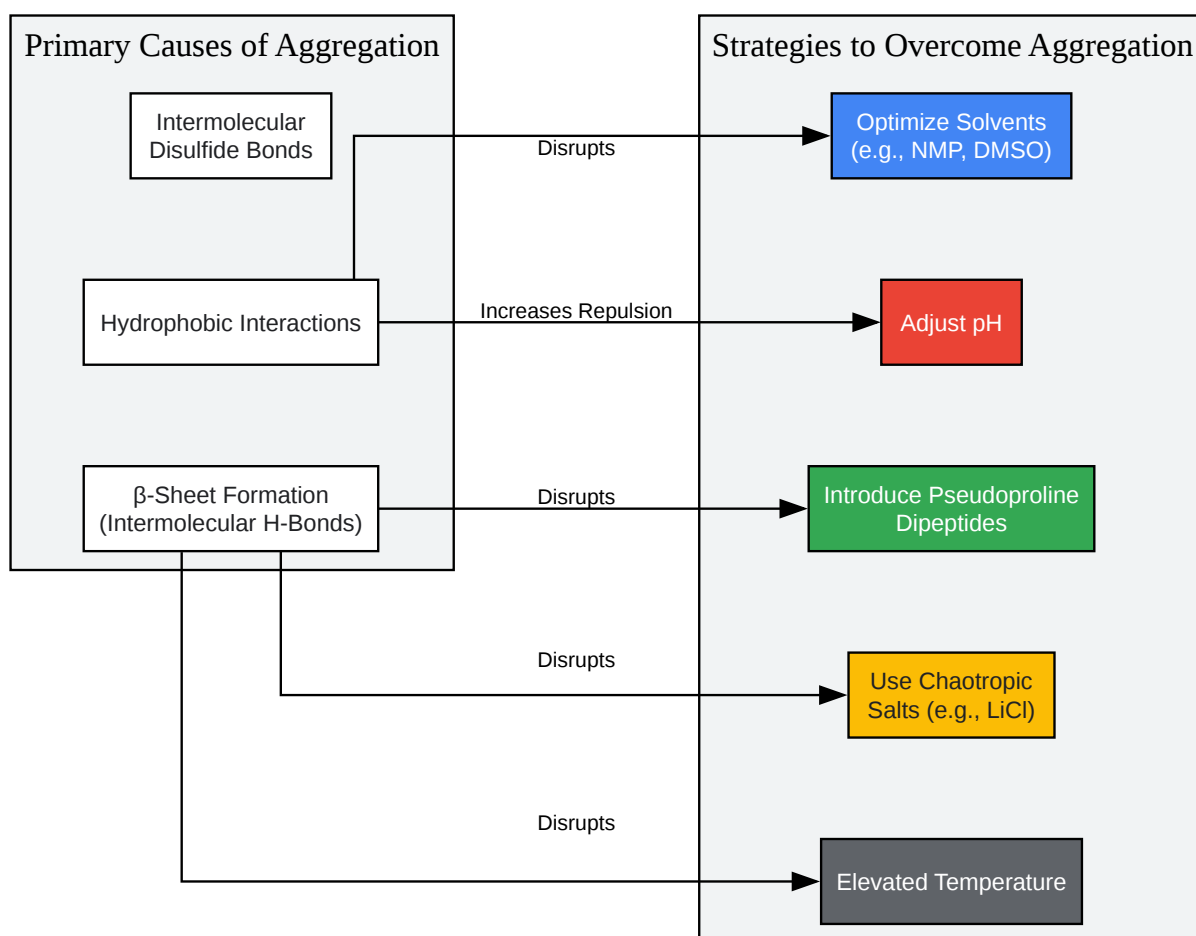 Primary Causes of Aggregation
Intermolecular
Disulfide Bonds
Hydrophobic Interactions
β-Sheet Formation
(Intermolecular H-Bonds)
Disrupts
Increases Repulsion
Disrupts
Disrupts
Disrupts
Strategies to Overcome Aggregation
Optimize Solvents
(e.g., NMP, DMSO)
Adjust pH
Introduce Pseudoproline
Dipeptides
Use Chaotropic
Salts (e.g., LiCl)
Elevated Temperature